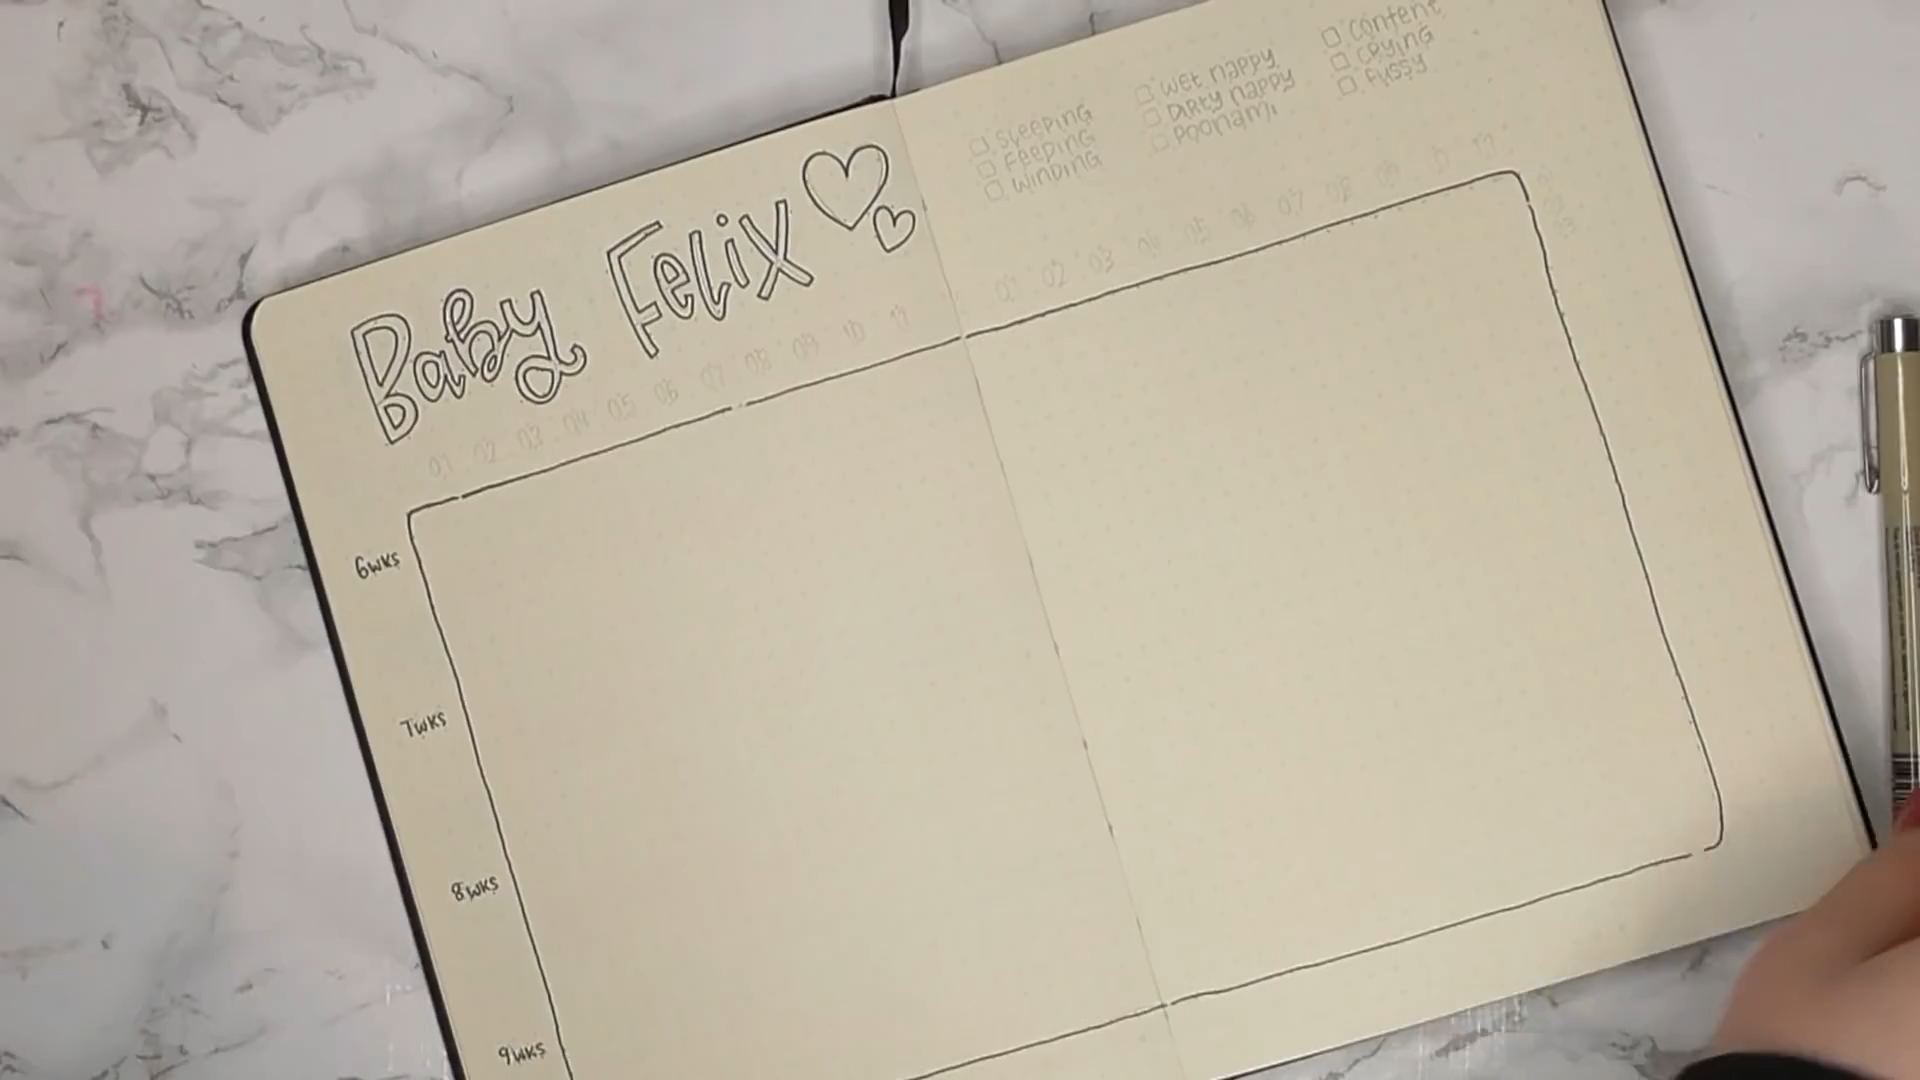 Baby Felix
01 02 03 04 05 06 07 08 09 10 11
6wks
7wks
8wks
9wks
sleeping
feeding
winding
wet nappy
Dirty nappy
poonami
content
crying
fussy
01 02 03 04 05 06 07 08 09 10 11